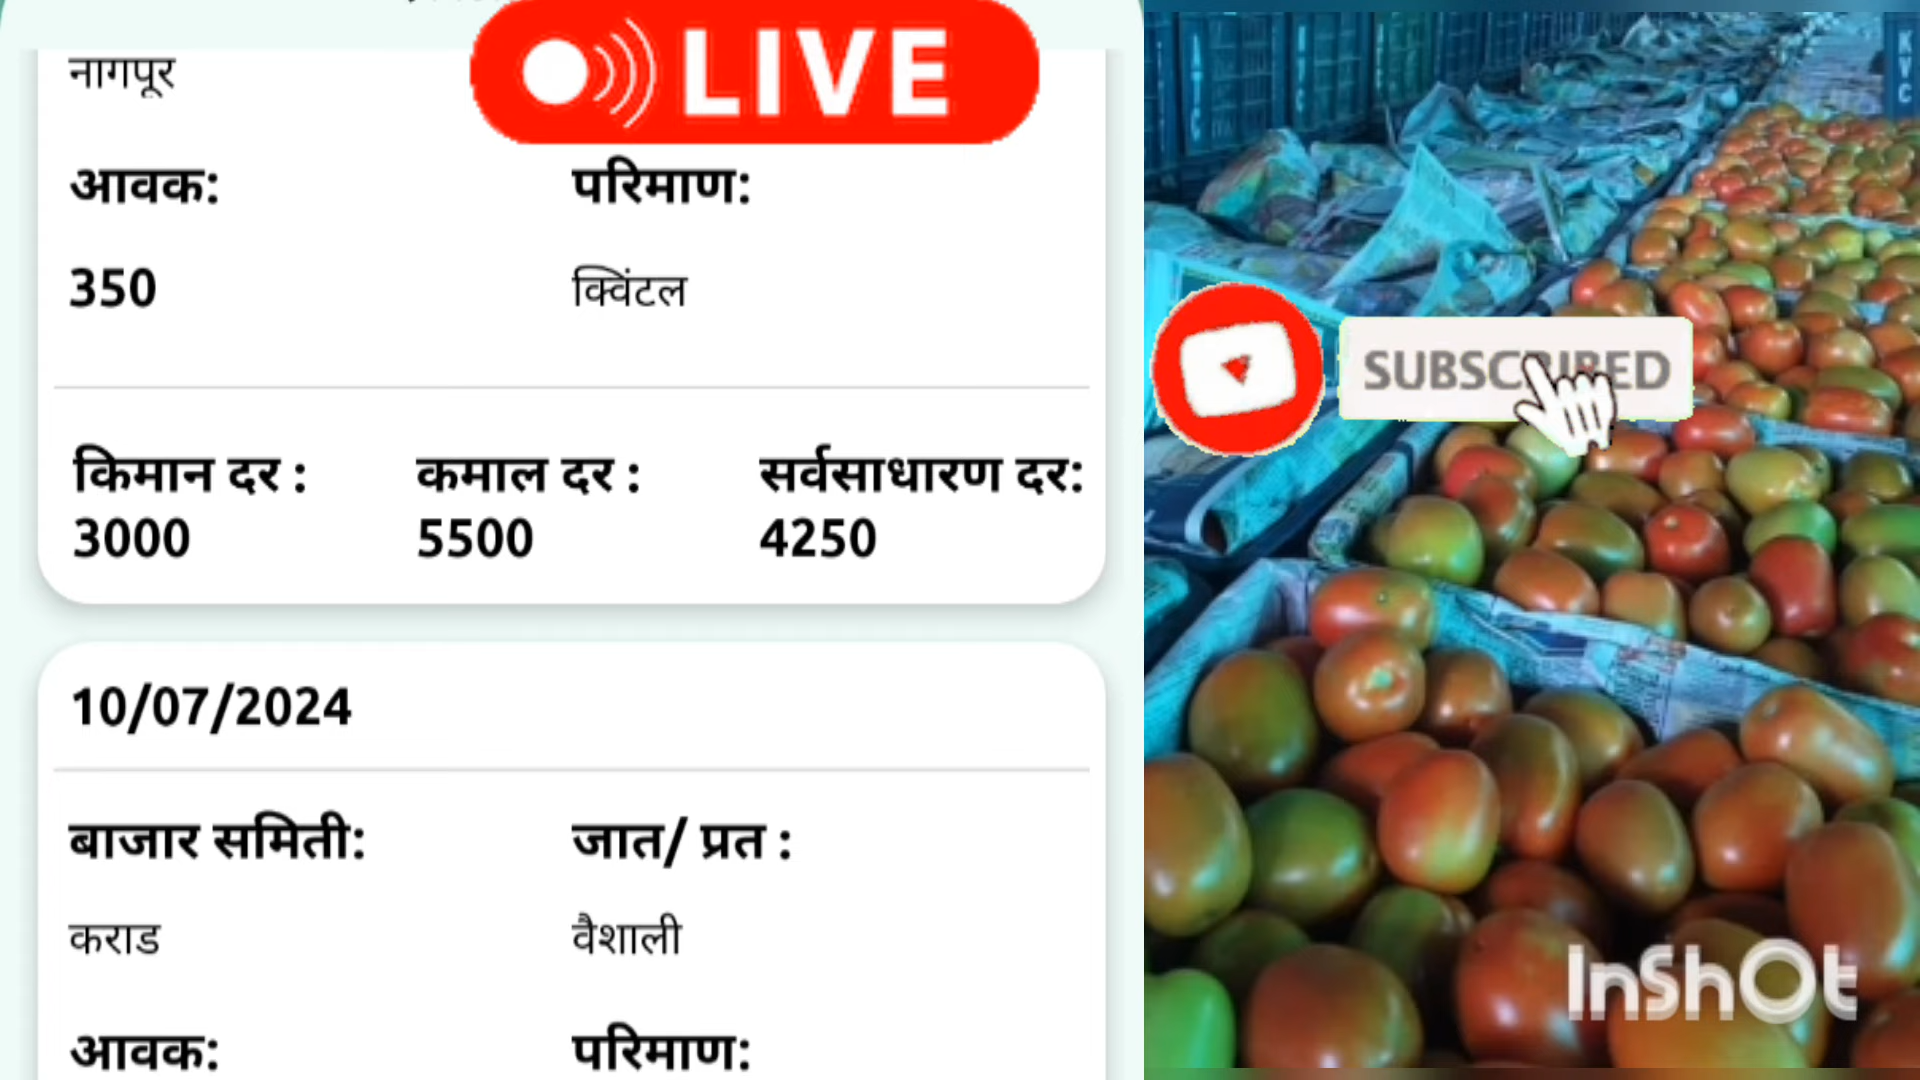 नागपूर
LIVE
आवक:
परिमाण:
350
क्विंटल
किमान दर :
कमाल दर :
सर्वसाधारण दर:
3000
5500
4250
10/07/2024
बाजार समिती:
जात/ प्रत :
कराड
वैशाली
आवक:
परिमाण:
KVC
SUBSCRIBED
InShOt